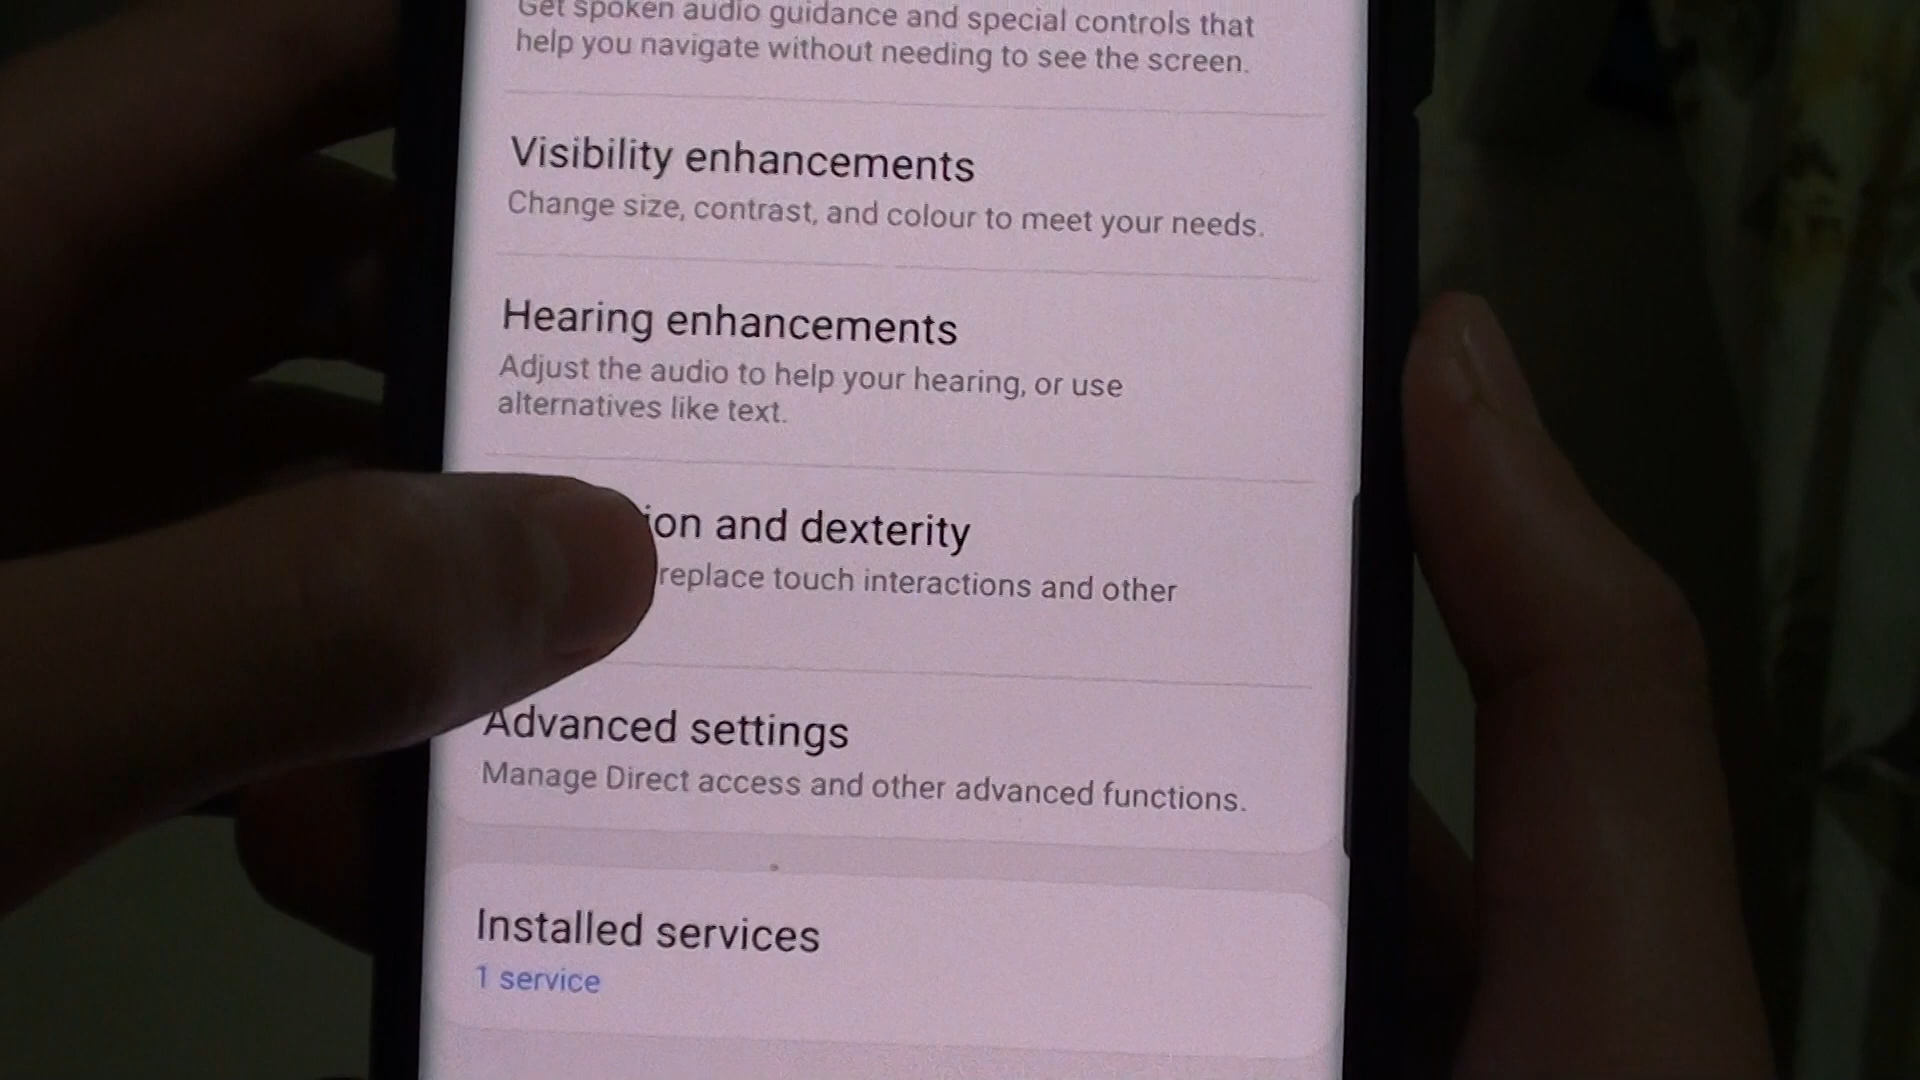 Get spoken audio guidance and special controls that
help you navigate without needing to see the screen.
Visibility enhancements
Change size, contrast, and colour to meet your needs.
Hearing enhancements
Adjust the audio to help your hearing, or use
alternatives like text.
and dexterity
replace touch interactions and other
Advanced settings
Manage Direct access and other advanced functions.
Installed services
1 service